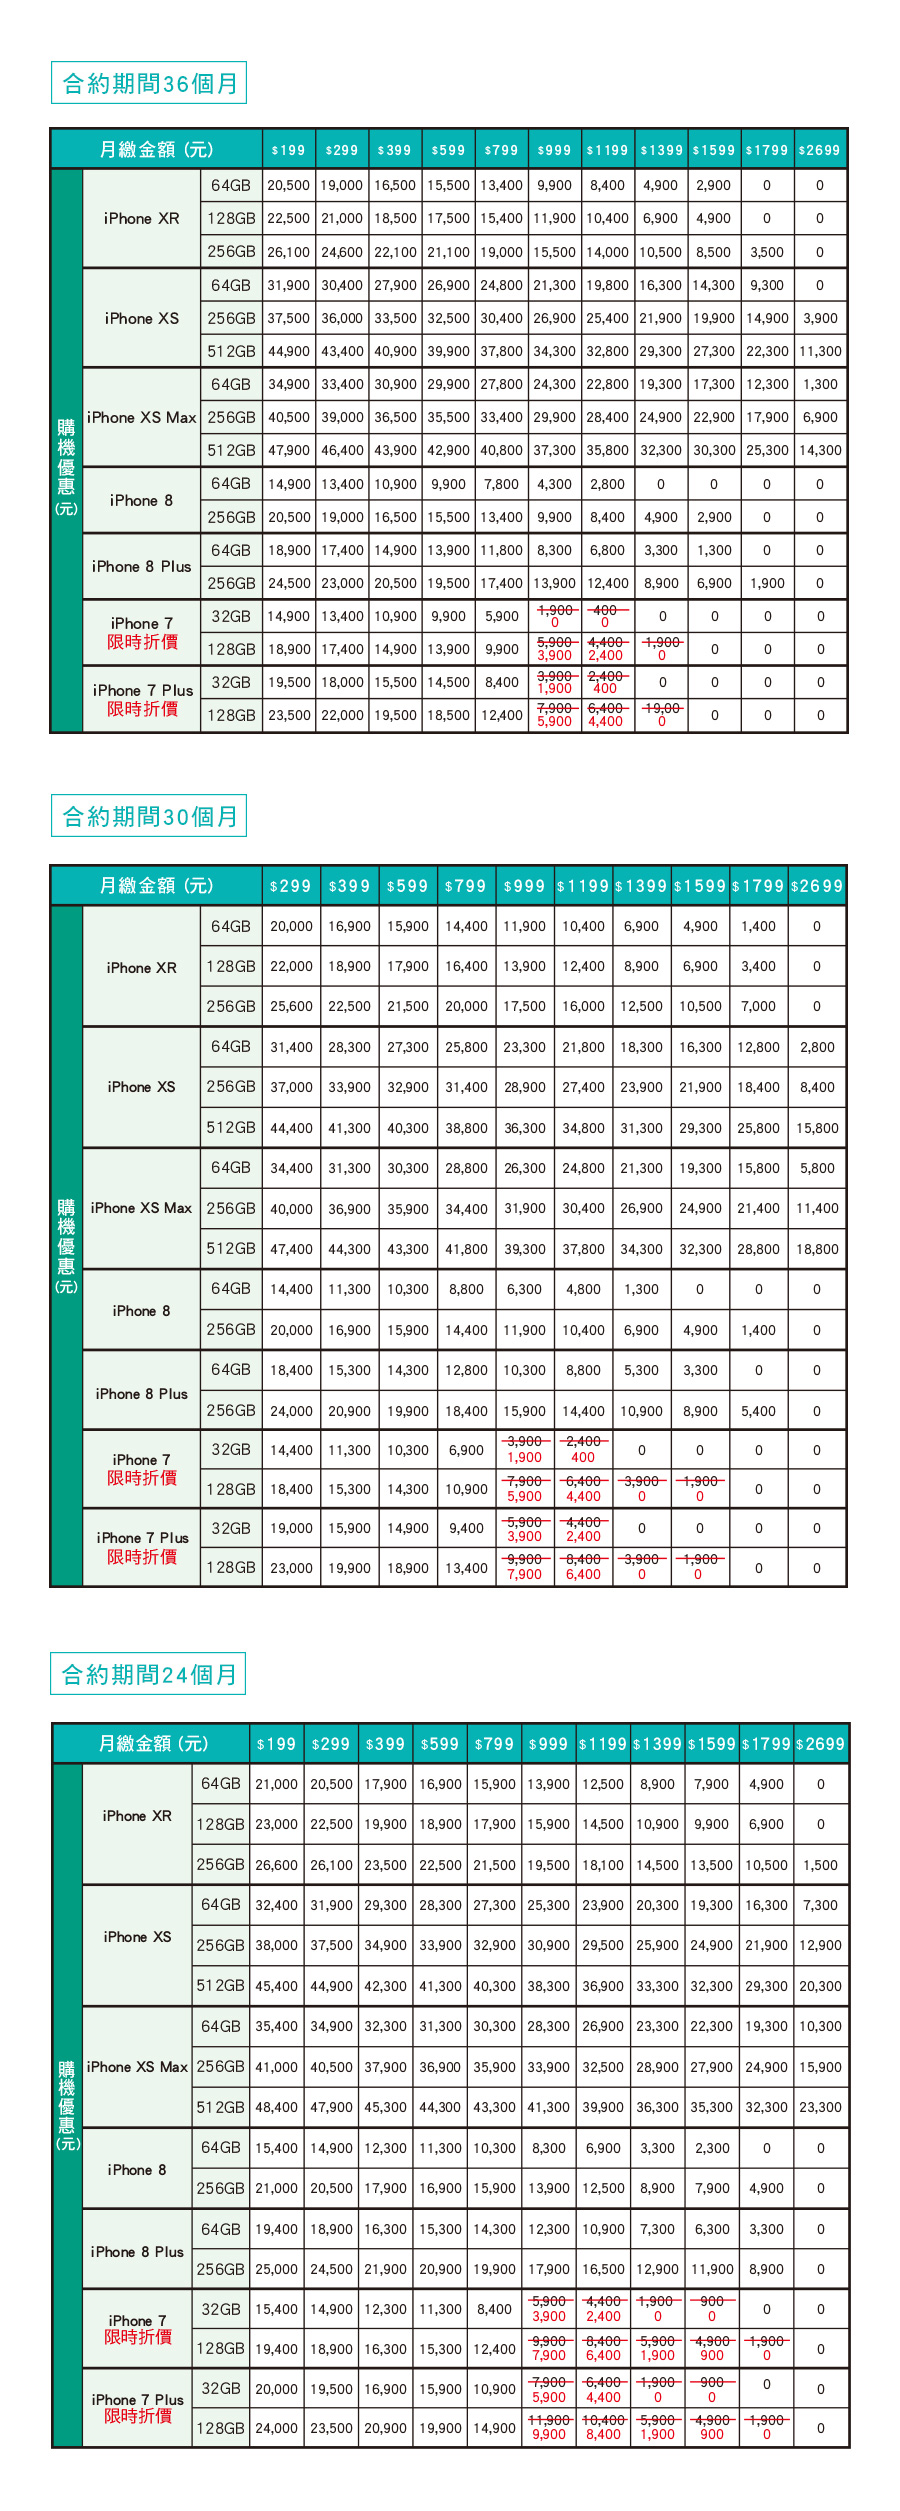 合約期間36個月
月繳金額 (元) $199 $299 $399 $599 $799 $999 $1199 $1399 $1599 $1799 $2699
購機優惠(元)
iPhone XR
64GB 20,500 19,000 16,500 15,500 13,400 9,900 8,400 4,900 2,900 0 0
128GB 22,500 21,000 18,500 17,500 15,400 11,900 10,400 6,900 4,900 0 0
256GB 26,100 24,600 22,100 21,100 19,000 15,500 14,000 10,500 8,500 3,500 0
iPhone XS
64GB 31,900 30,400 27,900 26,900 24,800 21,300 19,800 16,300 14,300 9,300 0
256GB 37,500 36,000 33,500 32,500 30,400 26,900 25,400 21,900 19,900 14,900 3,900
512GB 44,900 43,400 40,900 39,900 37,800 34,300 32,800 29,300 27,300 22,300 11,300
iPhone XS Max
64GB 34,900 33,400 30,900 29,900 27,800 24,300 22,800 19,300 17,300 12,300 1,300
256GB 40,500 39,000 36,500 35,500 33,400 29,900 28,400 24,900 22,900 17,900 6,900
512GB 47,900 46,400 43,900 42,900 40,800 37,300 35,800 32,300 30,300 25,300 14,300
iPhone 8
64GB 14,900 13,400 10,900 9,900 7,800 4,300 2,800 0 0 0 0
256GB 20,500 19,000 16,500 15,500 13,400 9,900 8,400 4,900 2,900 0 0
iPhone 8 Plus
64GB 18,900 17,400 14,900 13,900 11,800 8,300 6,800 3,300 1,300 0 0
256GB 24,500 23,000 20,500 19,500 17,400 13,900 12,400 8,900 6,900 1,900 0
iPhone 7
限時折價
32GB 14,900 13,400 10,900 9,900 5,900 1,900 400 0 0 0 0
0 0
128GB 18,900 17,400 14,900 13,900 9,900 5,900 4,400 1,900 0 0 0
3,900 2,400 0
iPhone 7 Plus
限時折價
32GB 19,500 18,000 15,500 14,500 8,400 3,900 2,400 0 0 0 0
1,900 400
128GB 23,500 22,000 19,500 18,500 12,400 7,900 6,400 19,00 0 0 0
5,900 4,400 0
合約期間30個月
月繳金額 (元) $299 $399 $599 $799 $999 $1199 $1399 $1599 $1799 $2699
購機優惠(元)
iPhone XR
64GB 20,000 16,900 15,900 14,400 11,900 10,400 6,900 4,900 1,400 0
128GB 22,000 18,900 17,900 16,400 13,900 12,400 8,900 6,900 3,400 0
256GB 25,600 22,500 21,500 20,000 17,500 16,000 12,500 10,500 7,000 0
iPhone XS
64GB 31,400 28,300 27,300 25,800 23,300 21,800 18,300 16,300 12,800 2,800
256GB 37,000 33,900 32,900 31,400 28,900 27,400 23,900 21,900 18,400 8,400
512GB 44,400 41,300 40,300 38,800 36,300 34,800 31,300 29,300 25,800 15,800
iPhone XS Max
64GB 34,400 31,300 30,300 28,800 26,300 24,800 21,300 19,300 15,800 5,800
256GB 40,000 36,900 35,900 34,400 31,900 30,400 26,900 24,900 21,400 11,400
512GB 47,400 44,300 43,300 41,800 39,300 37,800 34,300 32,300 28,800 18,800
iPhone 8
64GB 14,400 11,300 10,300 8,800 6,300 4,800 1,300 0 0 0
256GB 20,000 16,900 15,900 14,400 11,900 10,400 6,900 4,900 1,400 0
iPhone 8 Plus
64GB 18,400 15,300 14,300 12,800 10,300 8,800 5,300 3,300 0 0
256GB 24,000 20,900 19,900 18,400 15,900 14,400 10,900 8,900 5,400 0
iPhone 7
限時折價
32GB 14,400 11,300 10,300 6,900 3,900 2,400 0 0 0 0
1,900 400
128GB 18,400 15,300 14,300 10,900 7,900 6,400 3,900 1,900 0 0
5,900 4,400 0 0
iPhone 7 Plus
限時折價
32GB 19,000 15,900 14,900 9,400 5,900 4,400 0 0 0 0
3,900 2,400
128GB 23,000 19,900 18,900 13,400 9,900 8,400 3,900 1,900 0 0
7,900 6,400 0 0
合約期間24個月
月繳金額 (元) $199 $299 $399 $599 $799 $999 $1199 $1399 $1599 $1799 $2699
購機優惠(元)
iPhone XR
64GB 21,000 20,500 17,900 16,900 15,900 13,900 12,500 8,900 7,900 4,900 0
128GB 23,000 22,500 19,900 18,900 17,900 15,900 14,500 10,900 9,900 6,900 0
256GB 26,600 26,100 23,500 22,500 21,500 19,500 18,100 14,500 13,500 10,500 1,500
iPhone XS
64GB 32,400 31,900 29,300 28,300 27,300 25,300 23,900 20,300 19,300 16,300 7,300
256GB 38,000 37,500 34,900 33,900 32,900 30,900 29,500 25,900 24,900 21,900 12,900
512GB 45,400 44,900 42,300 41,300 40,300 38,300 36,900 33,300 32,300 29,300 20,300
iPhone XS Max
64GB 35,400 34,900 32,300 31,300 30,300 28,300 26,900 23,300 22,300 19,300 10,300
256GB 41,000 40,500 37,900 36,900 35,900 33,900 32,500 28,900 27,900 24,900 15,900
512GB 48,400 47,900 45,300 44,300 43,300 41,300 39,900 36,300 35,300 32,300 23,300
iPhone 8
64GB 15,400 14,900 12,300 11,300 10,300 8,300 6,900 3,300 2,300 0 0
256GB 21,000 20,500 17,900 16,900 15,900 13,900 12,500 8,900 7,900 4,900 0
iPhone 8 Plus
64GB 19,400 18,900 16,300 15,300 14,300 12,300 10,900 7,300 6,300 3,300 0
256GB 25,000 24,500 21,900 20,900 19,900 17,900 16,500 12,900 11,900 8,900 0
iPhone 7
限時折價
32GB 15,400 14,900 12,300 11,300 8,400 5,900 4,400 1,900 900 0 0
3,900 2,400 0 0
128GB 19,400 18,900 16,300 15,300 12,400 9,900 8,400 5,900 4,900 1,900 0
7,900 6,400 1,900 900 0
iPhone 7 Plus
限時折價
32GB 20,000 19,500 16,900 15,900 10,900 7,900 6,400 1,900 900 0 0
5,900 4,400 0 0
128GB 24,000 23,500 20,900 19,900 14,900 11,900 10,400 5,900 4,900 1,900 0
9,900 8,400 1,900 900 0